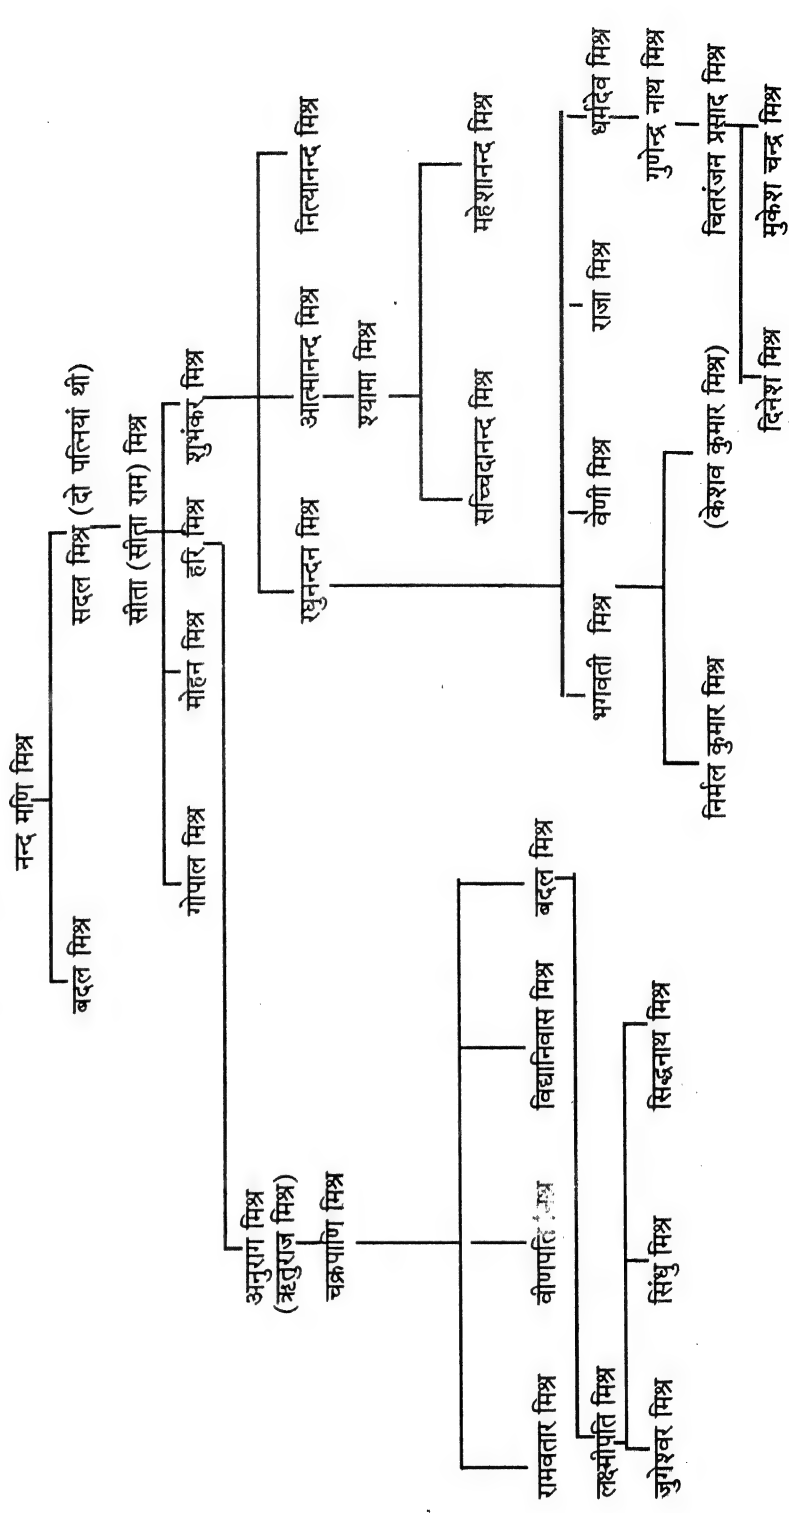 नन्द मणि मिश्र
बदल मिश्र
सदल मिश्र (दो पत्नियां थी)
सीता (सीता राम) मिश्र
गोपाल मिश्र
मोहन मिश्र
हरि मिश्र
शुभंकर मिश्र
अनुराग मिश्र
(ऋतुराज मिश्र)
चक्रपाणि मिश्र
रघुनन्दन मिश्र
आत्मानन्द मिश्र
नित्यानन्द मिश्र
श्यामा मिश्र
सच्चिदानन्द मिश्र
महेशानन्द मिश्र
रामवतार मिश्र
वीणपति मिश्र
विद्यानिवास मिश्र
बदल मिश्र
भगवती मिश्र
वेणी मिश्र
राजा मिश्र
धर्मदेव मिश्र
लक्ष्मीपति मिश्र
गुणेन्द्र नाथ मिश्र
जुगेश्वर मिश्र
सिंधु मिश्र
सिद्धनाथ मिश्र
निर्मल कुमार मिश्र
(केशव कुमार मिश्र)
चितरंजन प्रसाद मिश्र
दिनेश मिश्र
मुकेश चन्द्र मिश्र